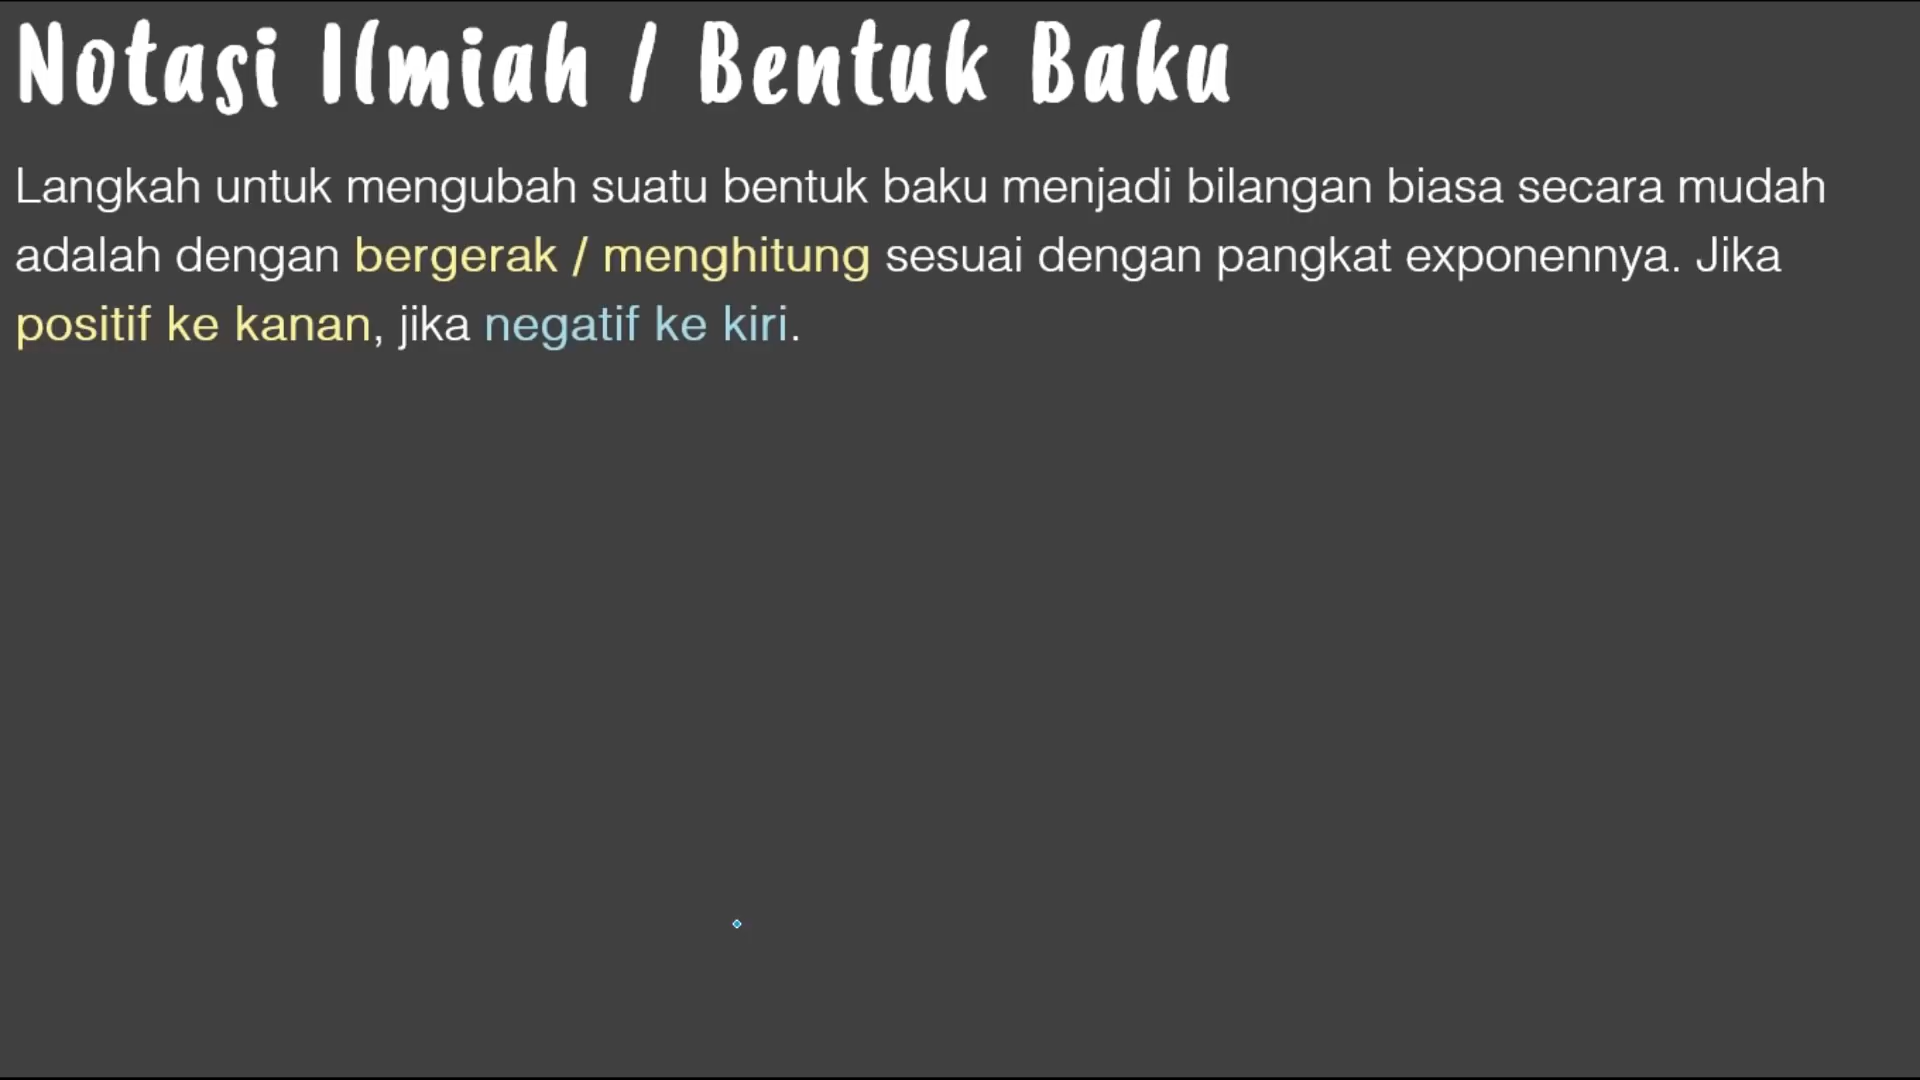 Notasi Ilmiah / Bentuk Baku
Langkah untuk mengubah suatu bentuk baku menjadi bilangan biasa secara mudah
adalah dengan bergerak / menghitung sesuai dengan pangkat exponennya. Jika
positif ke kanan, jika negatif ke kiri.